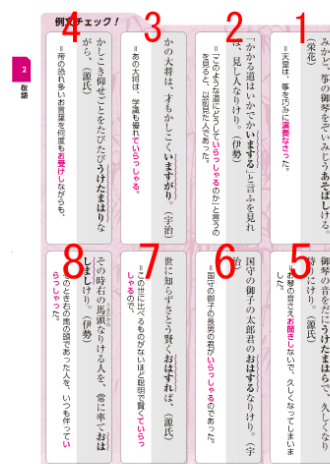 例文チェック!
1
みかど、箏の御琴をぞいみじうあそばしける。
(栄花)
=天皇は、箏を巧みに演奏なさった。
2
「かかる道はいかでかいまする」と言ふを見れ
ば、見し人なりけり。(伊勢)
=「このような道にどうしていらっしゃるのか」と言うの
を見ると、以前見た人であった。
3
かの大将は、才もかしこくいますがり。(宇治)
=あの大将は、学識も優れていらっしゃる。
4
かしこき仰せごとをたびたびうけたまはりな
がら、(源氏)
=帝の恐れ多いお言葉を何度もお受けしながらも、
2
敬語
5
御琴の音をだにうけたまはらで、久しくなり
侍りにけり。(源氏)
=お琴の音さえお聞きしないで、久しくなってしまいま
した。
6
国守の御子の太郎君のおはするなりけり。(宇
治)
=国守の御子の長男の君がいらっしゃるのであった。
7
世に知らずさとう賢くおはすれば、(源氏)
=この世に比べるものがないほど聡明で賢くていらっ
しゃるので、
8
その時右の馬頭なりける人を、常に率ておは
しましけり。(伊勢)
=そのとき右の馬の頭であった人を、いつも伴ってい
らっしゃった。